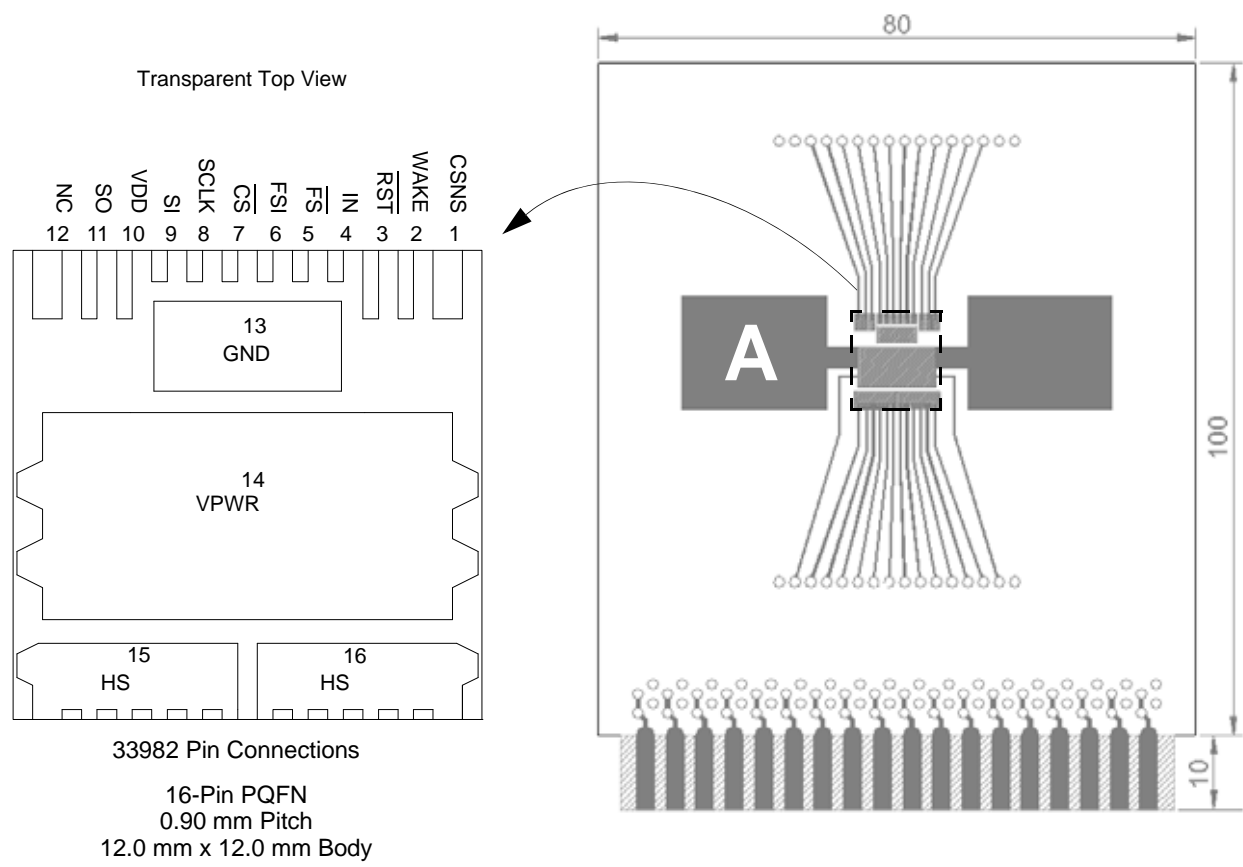 Transparent Top View
80
NC
SO
VDD
SI
SCLK
CS
FSI
FS
IN
RST
WAKE
CSNS
12 11 10 9 8 7 6 5 4 3 2 1
13
GND
14
VPWR
15
HS
16
HS
33982 Pin Connections
16-Pin PQFN
0.90 mm Pitch
12.0 mm x 12.0 mm Body
A
100
10